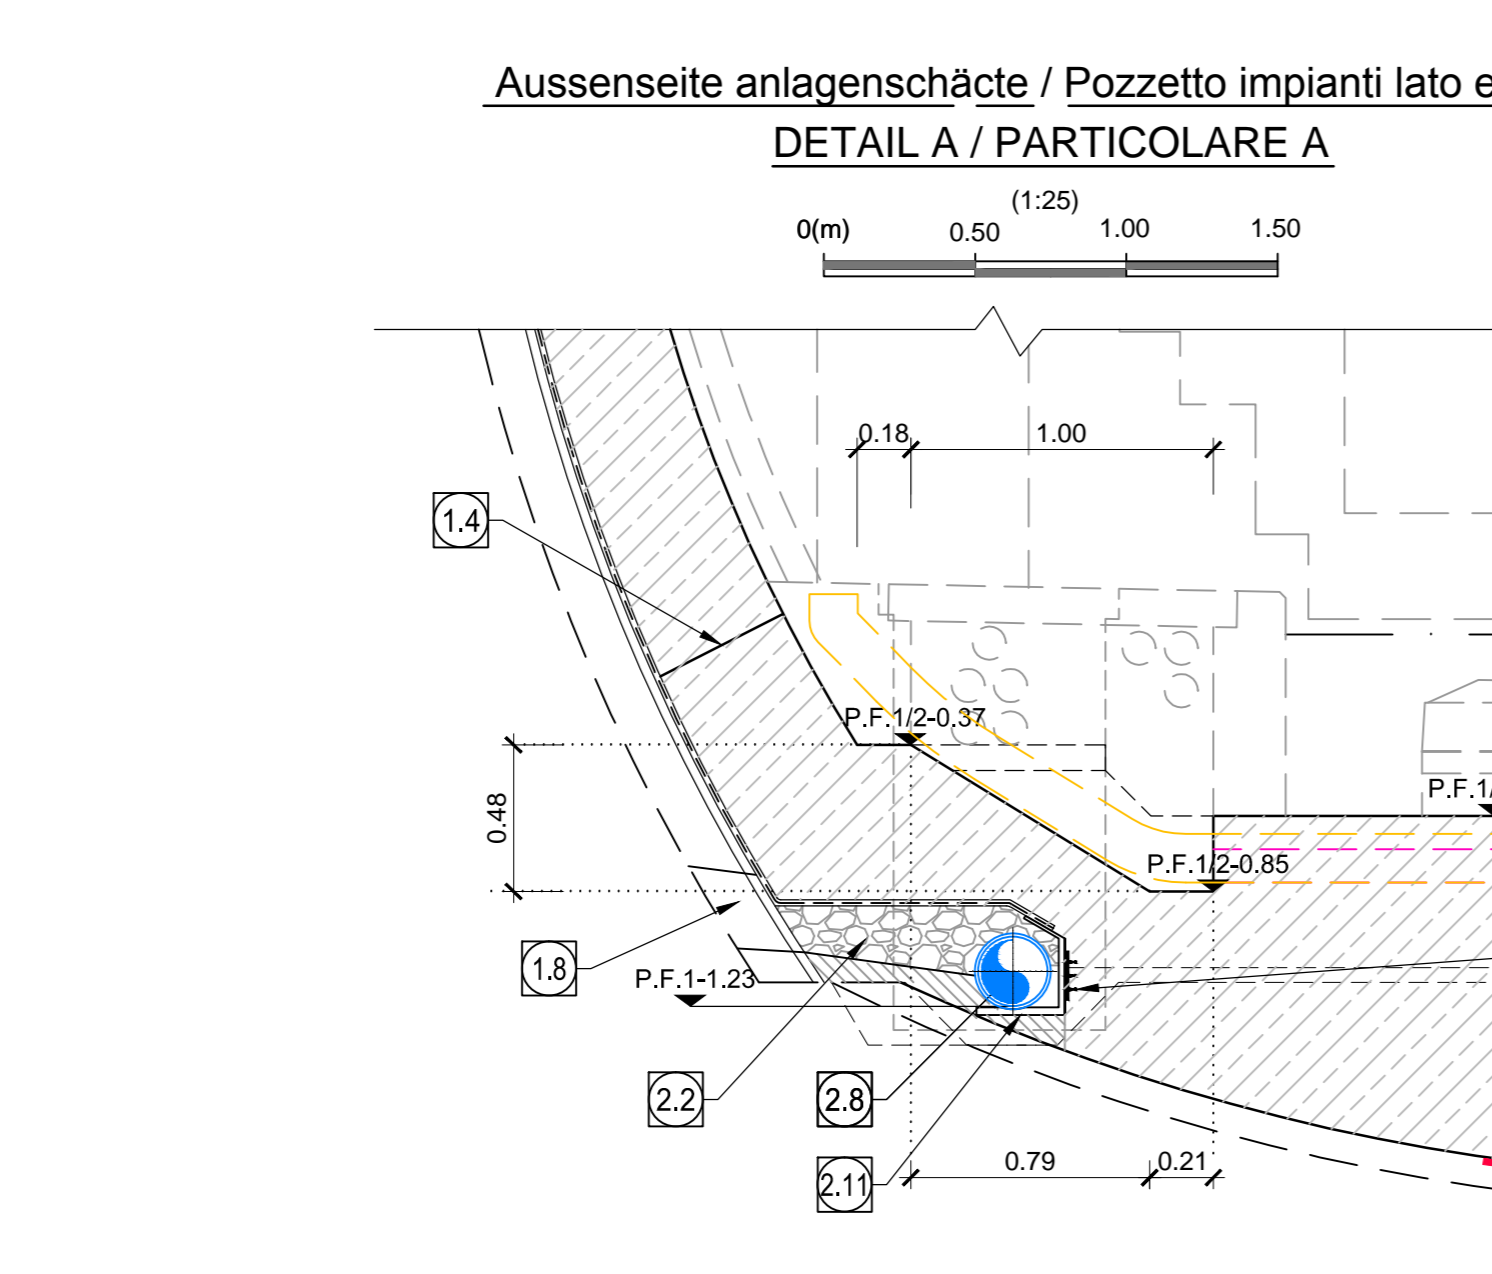 Aussenseite anlagenschäcte / Pozzetto impianti lato e
DETAIL A / PARTICOLARE A
(1:25)
0(m) 0.50 1.00 1.50
0.18 1.00
1.4
P.F.1/2-0.37
P.F.1/
0.48
P.F.1/2-0.85
1.8
P.F.1-1.23
2.2
2.8
0.79 0.21
2.11